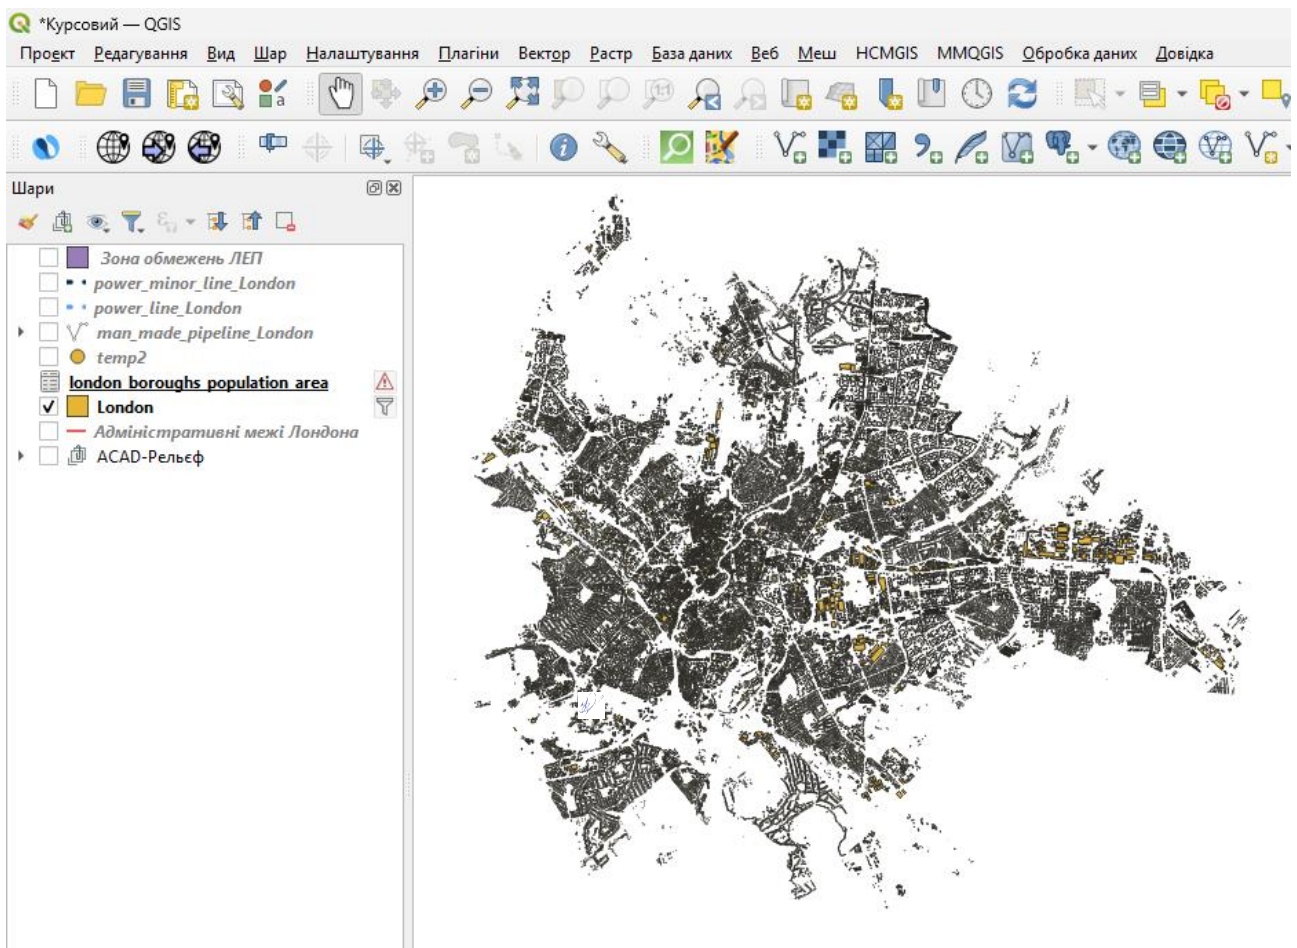 *Курсовий — QGIS
Проект Редагування Вид Шар Налаштування Плагіни Вектор Растр База даних Веб Меш HCMGIS MMQGIS Обробка даних Довідка
Шари
Зона обмежень ЛЕП
power_minor_line_London
power_line_London
man_made_pipeline_London
temp2
london_boroughs_population_area
London
Адміністративні межі Лондона
ACAD-Рельєф